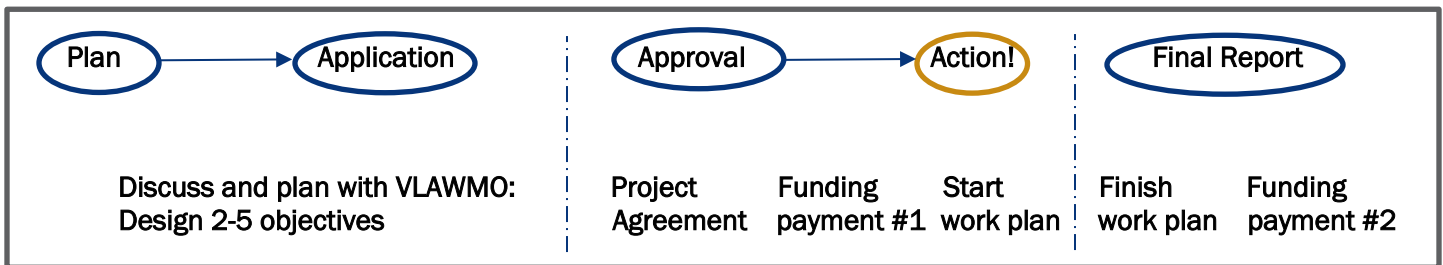 Plan Application Approval Action! Final Report
Discuss and plan with VLAWMO:
Design 2-5 objectives
Project Agreement
Funding payment #1
Start work plan
Finish work plan
Funding payment #2